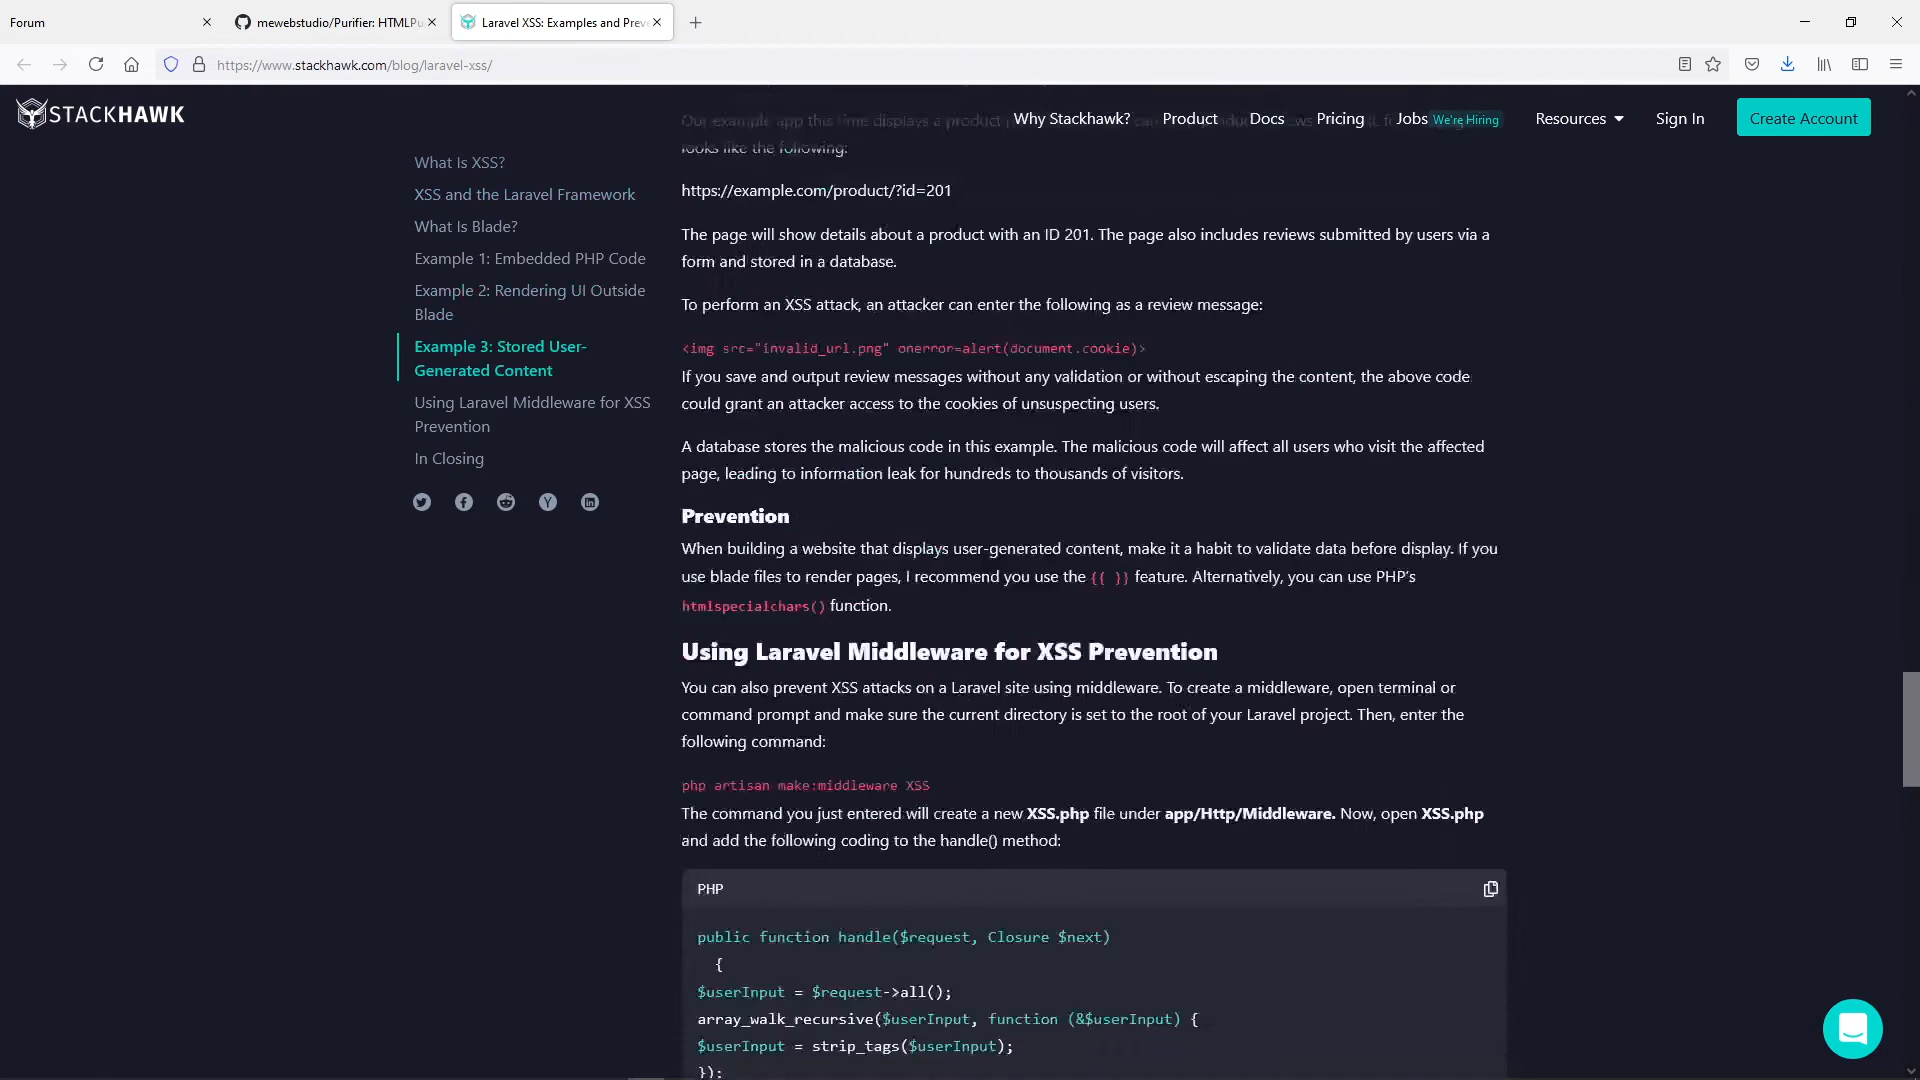 Forum
mewebstudio/Purifier: HTMLPu
Laravel XSS: Examples and Prev
https://www.stackhawk.com/blog/laravel-xss/
STACKHAWK
Why Stackhawk?
Product
Docs
Pricing
Jobs We're Hiring
Resources
Sign In
Create Account
What Is XSS?
XSS and the Laravel Framework
What Is Blade?
Example 1: Embedded PHP Code
Example 2: Rendering UI Outside
Blade
Example 3: Stored User-
Generated Content
Using Laravel Middleware for XSS
Prevention
In Closing
Our example app this time displays a product
looks like the following:
https://example.com/product/?id=201
The page will show details about a product with an ID 201. The page also includes reviews submitted by users via a
form and stored in a database.
To perform an XSS attack, an attacker can enter the following as a review message:
<img src="invalid_url.png" onerror=alert(document.cookie)>
If you save and output review messages without any validation or without escaping the content, the above code
could grant an attacker access to the cookies of unsuspecting users.
A database stores the malicious code in this example. The malicious code will affect all users who visit the affected
page, leading to information leak for hundreds to thousands of visitors.
Prevention
When building a website that displays user-generated content, make it a habit to validate data before display. If you
use blade files to render pages, I recommend you use the {{ }} feature. Alternatively, you can use PHP's
htmlspecialchars() function.
Using Laravel Middleware for XSS Prevention
You can also prevent XSS attacks on a Laravel site using middleware. To create a middleware, open terminal or
command prompt and make sure the current directory is set to the root of your Laravel project. Then, enter the
following command:
php artisan make:middleware XSS
The command you just entered will create a new XSS.php file under app/Http/Middleware. Now, open XSS.php
and add the following coding to the handle() method:
PHP
public function handle($request, Closure $next)
{
$userInput = $request->all();
array_walk_recursive($userInput, function (&$userInput) {
$userInput = strip_tags($userInput);
});